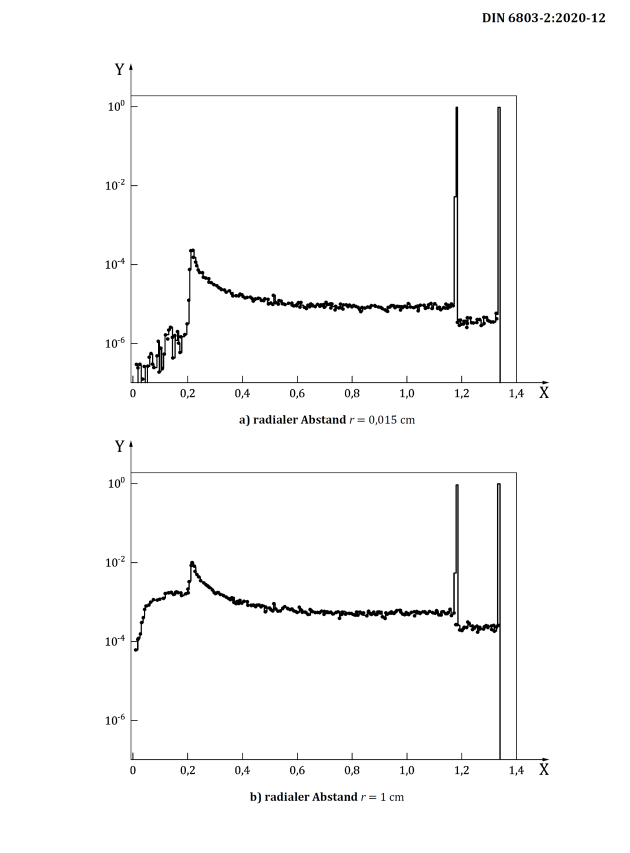 DIN 6803-2:2020-12
Y
10⁰
10⁻²
10⁻⁴
10⁻⁶
0 0,2 0,4 0,6 0,8 1,0 1,2 1,4 X
a) radialer Abstand r = 0,015 cm
Y
10⁰
10⁻²
10⁻⁴
10⁻⁶
0 0,2 0,4 0,6 0,8 1,0 1,2 1,4 X
b) radialer Abstand r = 1 cm